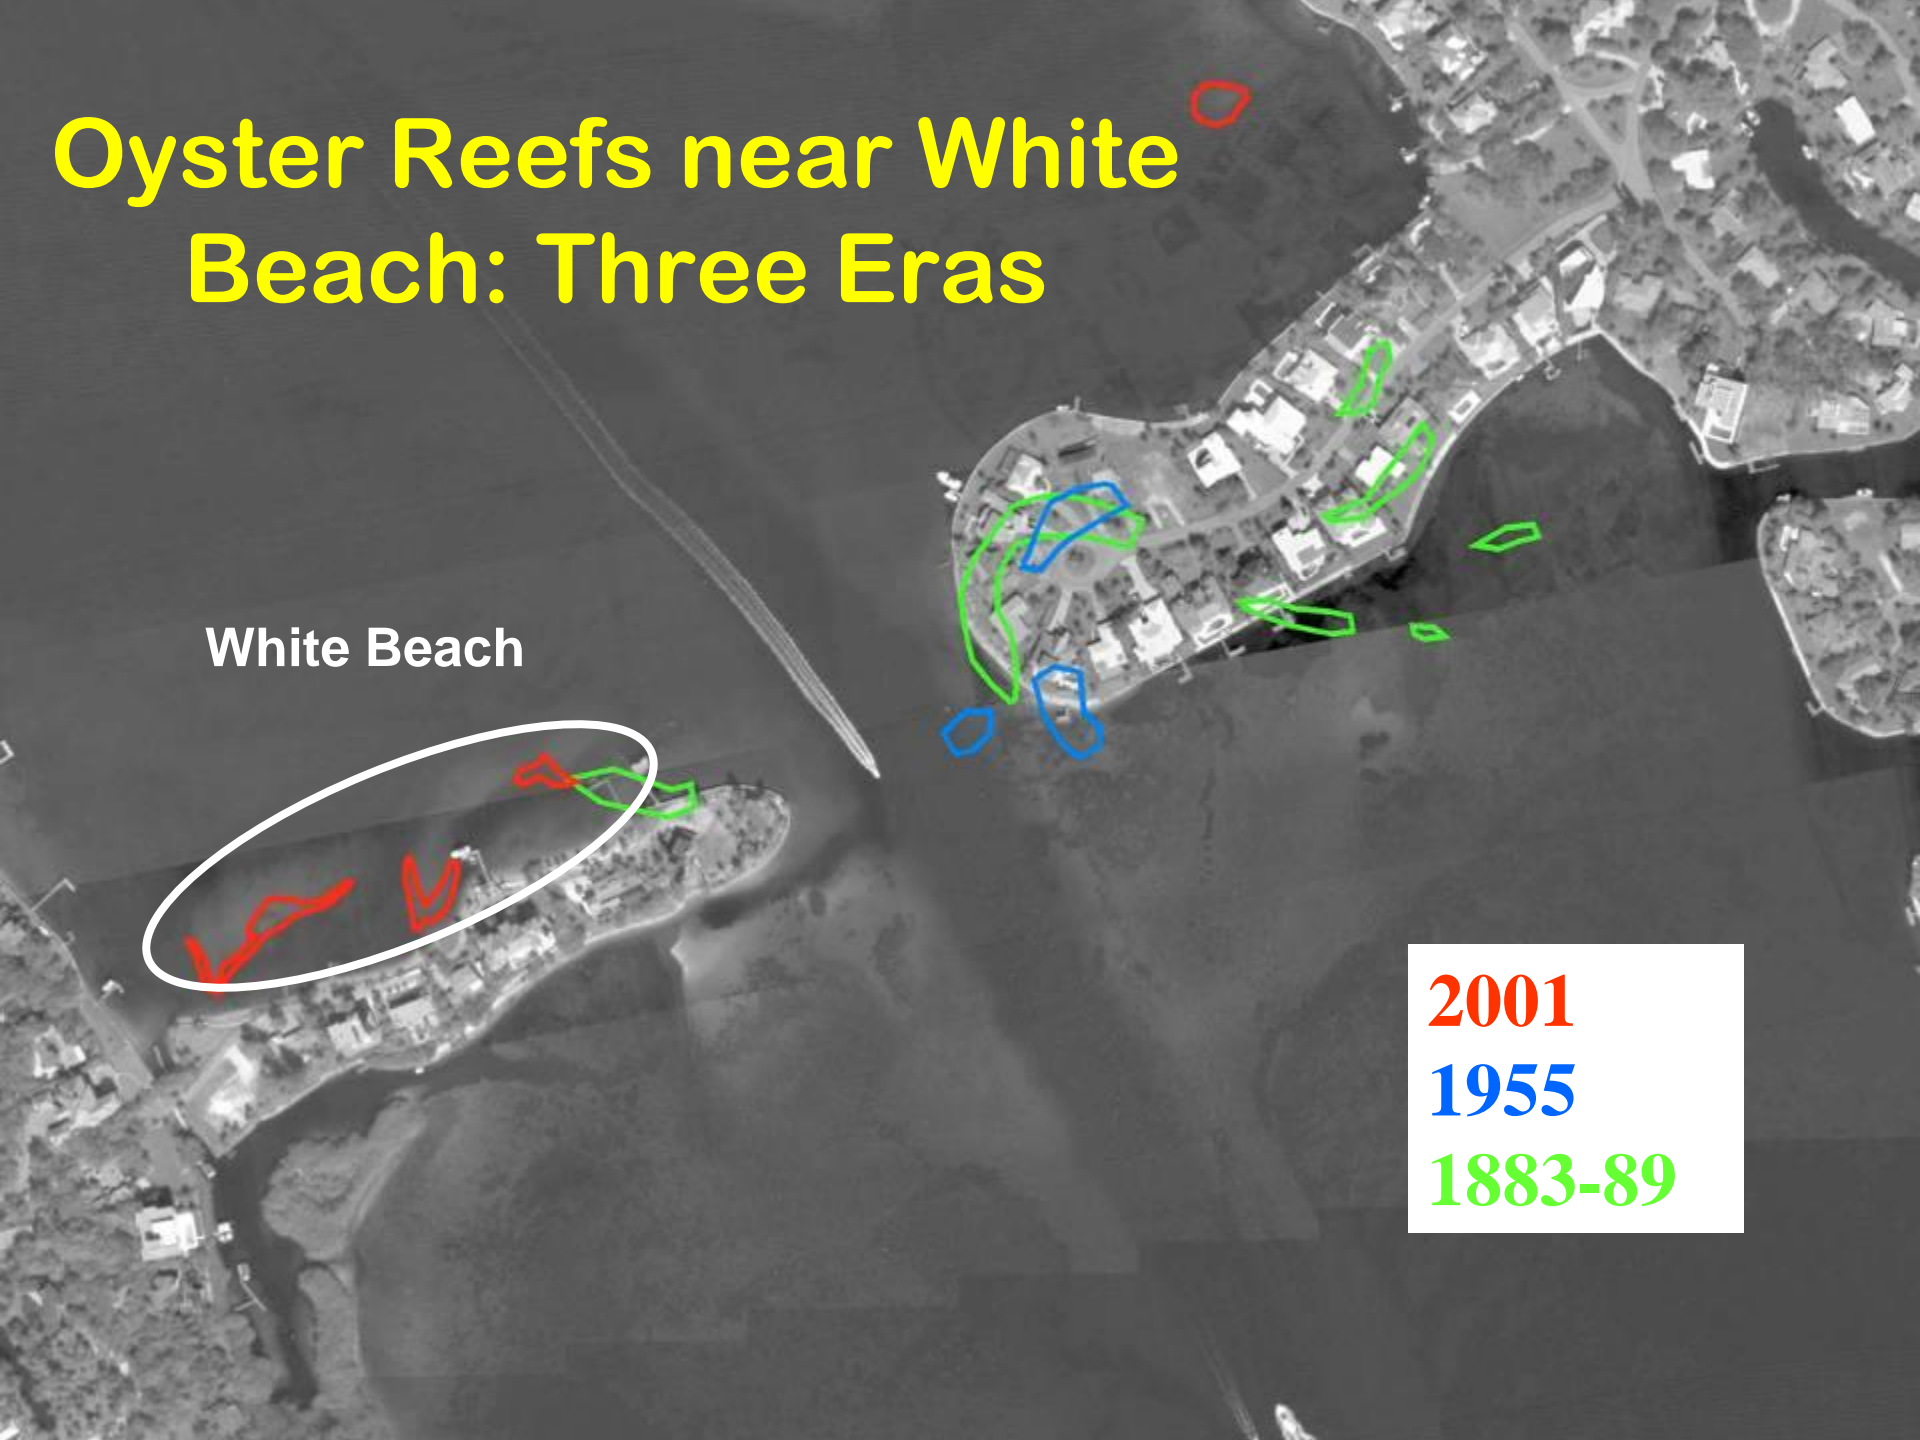 Oyster Reefs near White
Beach: Three Eras
White Beach
2001
1955
1883-89